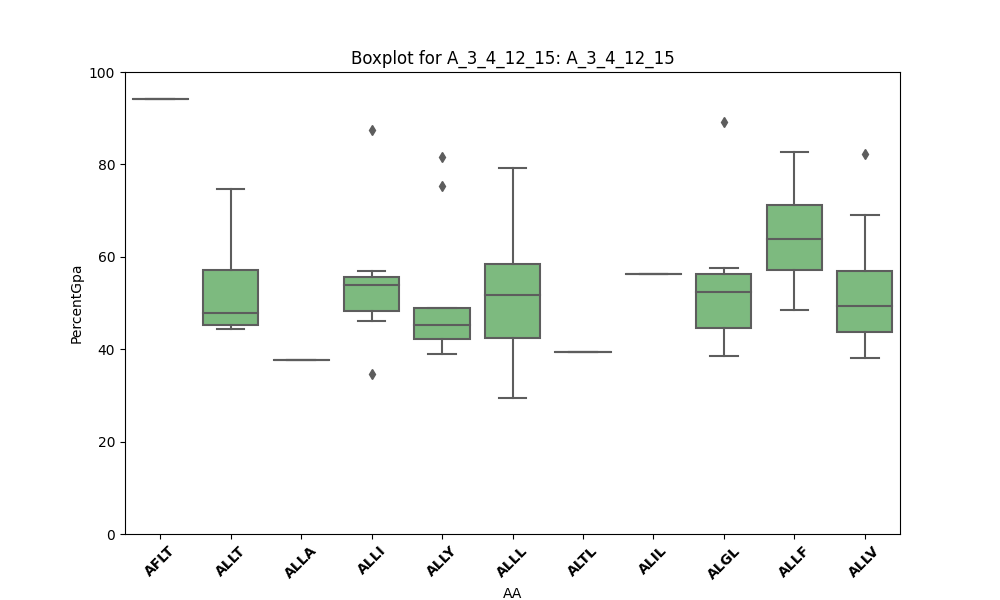 Boxplot for A_3_4_12_15: A_3_4_12_15
PercentGpa
100
80
60
40
20
0
AFLT
ALLT
ALLA
ALLI
ALLY
ALLL
ALTL
ALIL
ALGL
ALLF
ALLV
AA